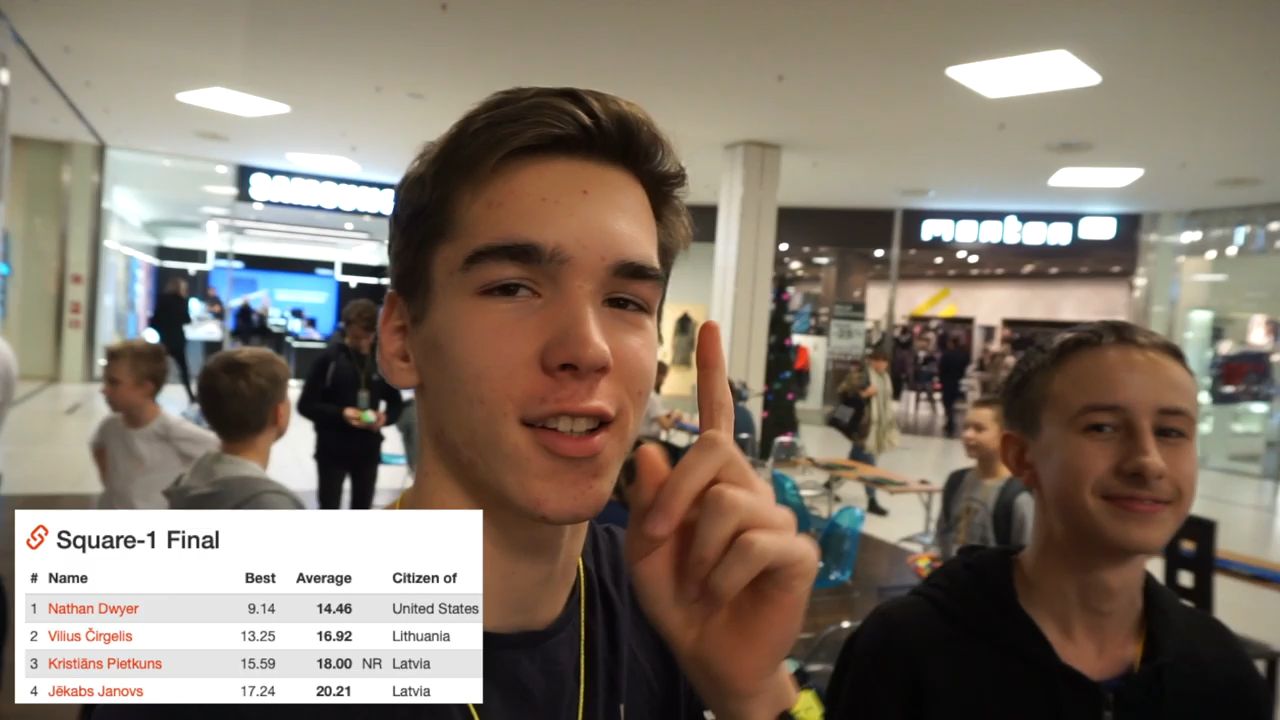 SAMSUNG
monton
Square-1 Final
# Name Best Average Citizen of
1 Nathan Dwyer 9.14 14.46 United States
2 Vilius Čirgelis 13.25 16.92 Lithuania
3 Kristiāns Pietkuns 15.59 18.00 NR Latvia
4 Jēkabs Janovs 17.24 20.21 Latvia